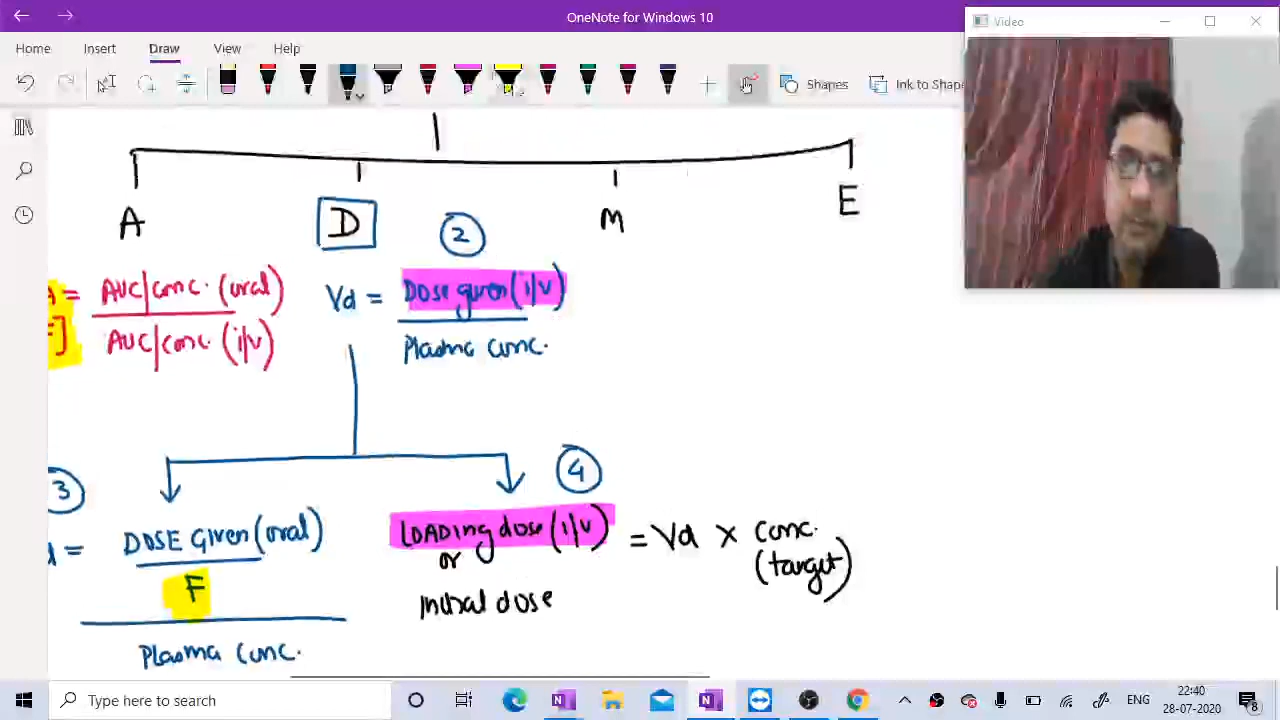 OneNote for Windows 10
Video
Home Insert Draw View Help
Shapes Ink to Shape
A D M E
2
= AUC/conc. (oral)
AUC/conc. (i/v)
Vd = Dose given (i/v)
Plasma conc.
3
4
= DOSE Given (oral)
F
Plasma conc.
LOADing dose (i/v) = Vd x conc. (target)
or
initial dose
Type here to search
ENG
22:40
28-07-2020
8